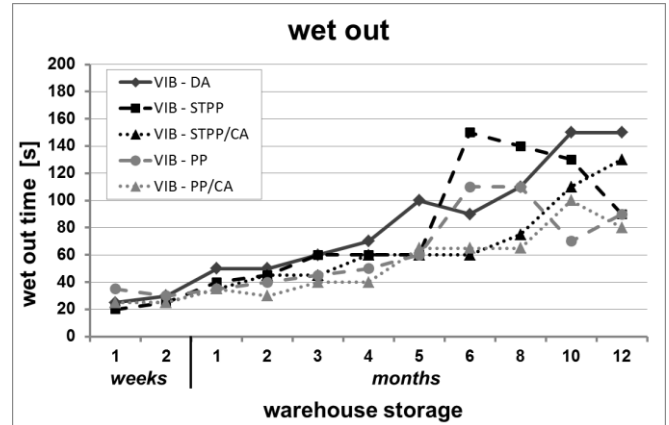 wet out
wet out time [s]
200
180
160
140
120
100
80
60
40
20
0
VIB - DA
VIB - STPP
VIB - STPP/CA
VIB - PP
VIB - PP/CA
1 2 1 2 3 4 5 6 8 10 12
weeks months
warehouse storage